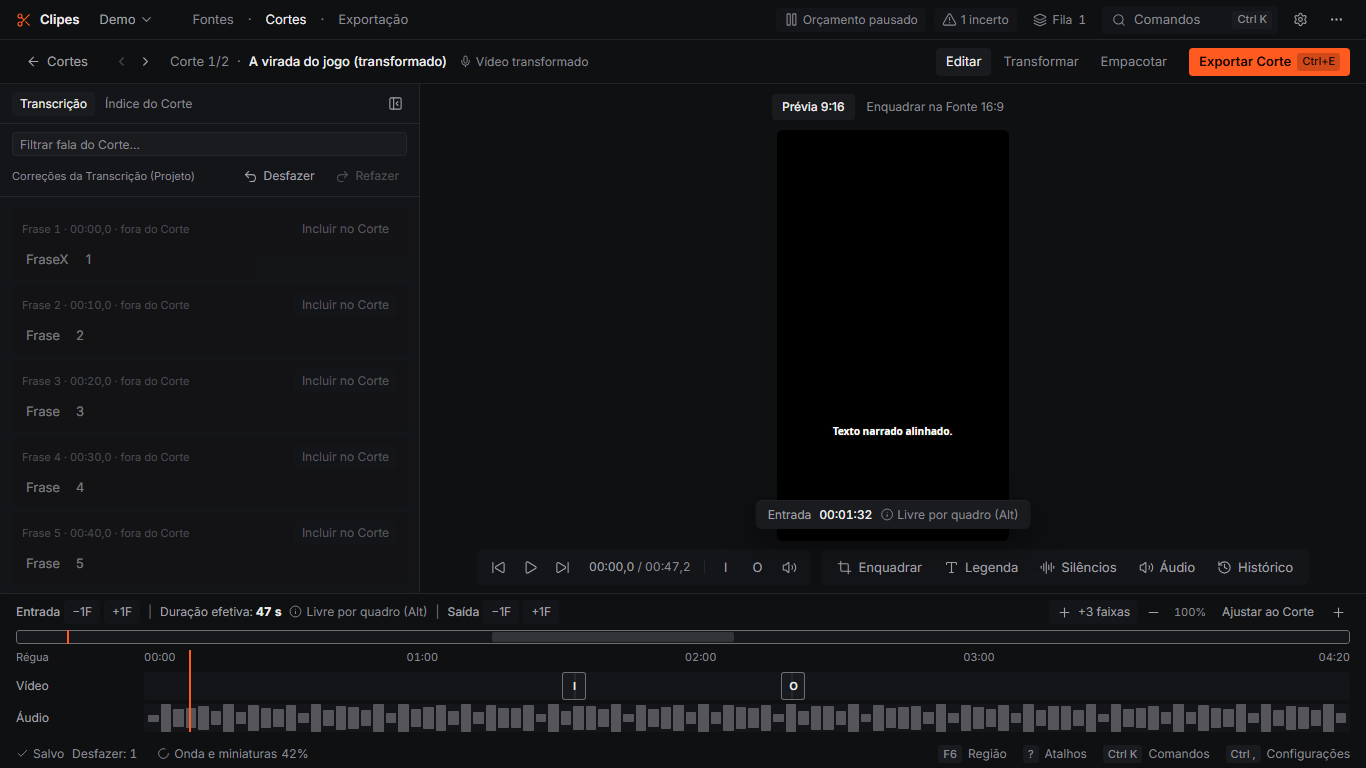 Clipes Demo Fontes · Cortes · Exportação Orçamento pausado 1 incerto Fila 1 Comandos Ctrl K
Cortes Corte 1/2 · A virada do jogo (transformado) Vídeo transformado Editar Transformar Empacotar Exportar Corte Ctrl+E
Transcrição Índice do Corte
Filtrar fala do Corte...
Correções da Transcrição (Projeto) Desfazer Refazer
Frase 1 · 00:00,0 · fora do Corte Incluir no Corte
FraseX 1
Frase 2 · 00:10,0 · fora do Corte Incluir no Corte
Frase 2
Frase 3 · 00:20,0 · fora do Corte Incluir no Corte
Frase 3
Frase 4 · 00:30,0 · fora do Corte Incluir no Corte
Frase 4
Frase 5 · 00:40,0 · fora do Corte Incluir no Corte
Frase 5
Prévia 9:16 Enquadrar na Fonte 16:9
Texto narrado alinhado.
Entrada 00:01:32 Livre por quadro (Alt)
00:00,0 / 00:47,2 I O Enquadrar Legenda Silêncios Áudio Histórico
Entrada −1F +1F Duração efetiva: 47 s Livre por quadro (Alt) Saída −1F +1F +3 faixas 100% Ajustar ao Corte
Régua 00:00 01:00 02:00 03:00 04:20
Vídeo I O
Áudio
Salvo Desfazer: 1 Onda e miniaturas 42% F6 Região ? Atalhos Ctrl K Comandos Ctrl , Configurações